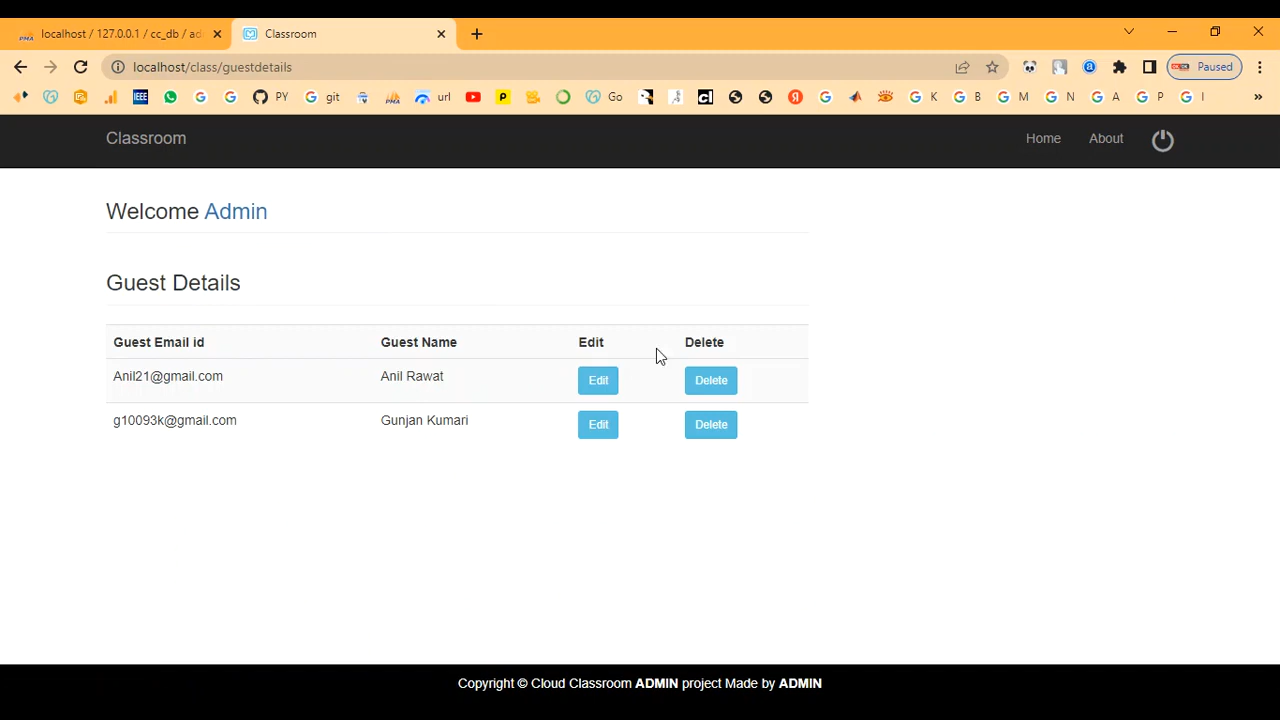 localhost / 127.0.0.1 / cc_db / ad
Classroom
localhost/class/guestdetails
Paused
IEEE
PY
git
PMA
url
Go
K
B
M
N
A
P
I
»
Classroom
Home
About
Welcome Admin
Guest Details
Guest Email id Guest Name Edit Delete
Anil21@gmail.com Anil Rawat Edit Delete
g10093k@gmail.com Gunjan Kumari Edit Delete
Copyright © Cloud Classroom ADMIN project Made by ADMIN